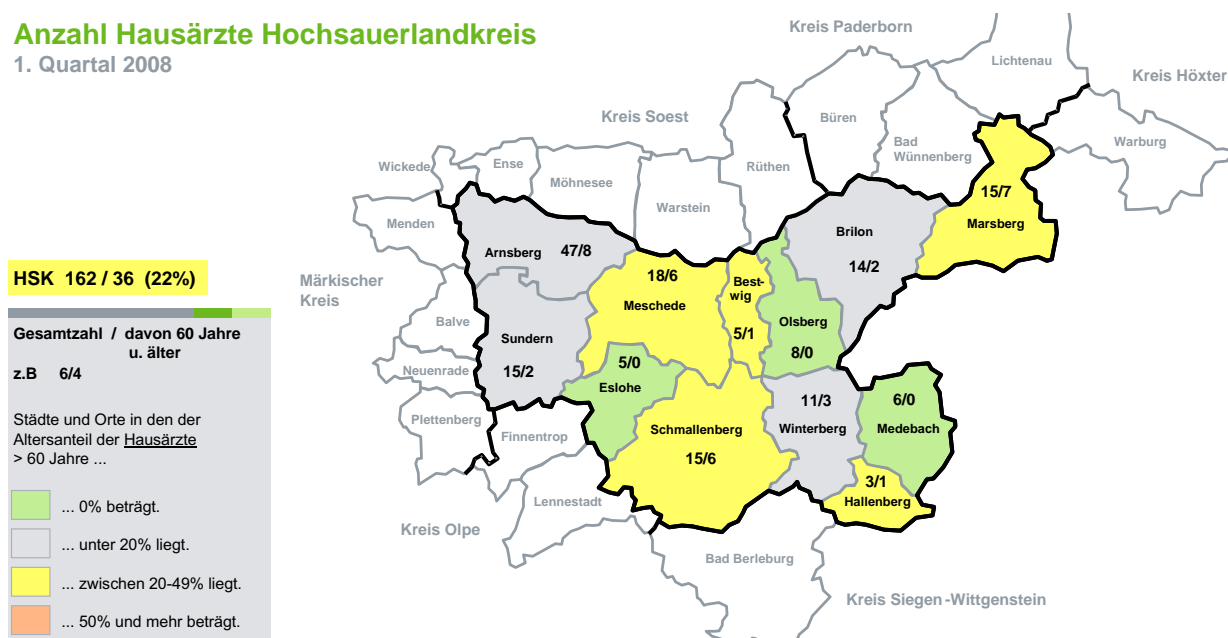 Anzahl Hausärzte Hochsauerlandkreis
1. Quartal 2008
HSK 162 / 36 (22%)
Gesamtzahl / davon 60 Jahre
u. älter
z.B 6/4
Städte und Orte in den der
Altersanteil der Hausärzte
> 60 Jahre ...
... 0% beträgt.
... unter 20% liegt.
... zwischen 20-49% liegt.
... 50% und mehr beträgt.
Kreis Paderborn
Lichtenau
Kreis Höxter
Kreis Soest
Büren
Bad
Wünnenberg
Warburg
Wickede
Ense
Möhnesee
Rüthen
Warstein
Menden
15/7
Marsberg
Arnsberg 47/8
Brilon
14/2
Märkischer
Kreis
18/6
Meschede
Best-
wig
5/1
Olsberg
8/0
Balve
Sundern
15/2
Neuenrade
5/0
Eslohe
Plettenberg
Finnentrop
Schmallenberg
15/6
11/3
Winterberg
6/0
Medebach
3/1
Hallenberg
Lennestadt
Kreis Olpe
Bad Berleburg
Kreis Siegen-Wittgenstein